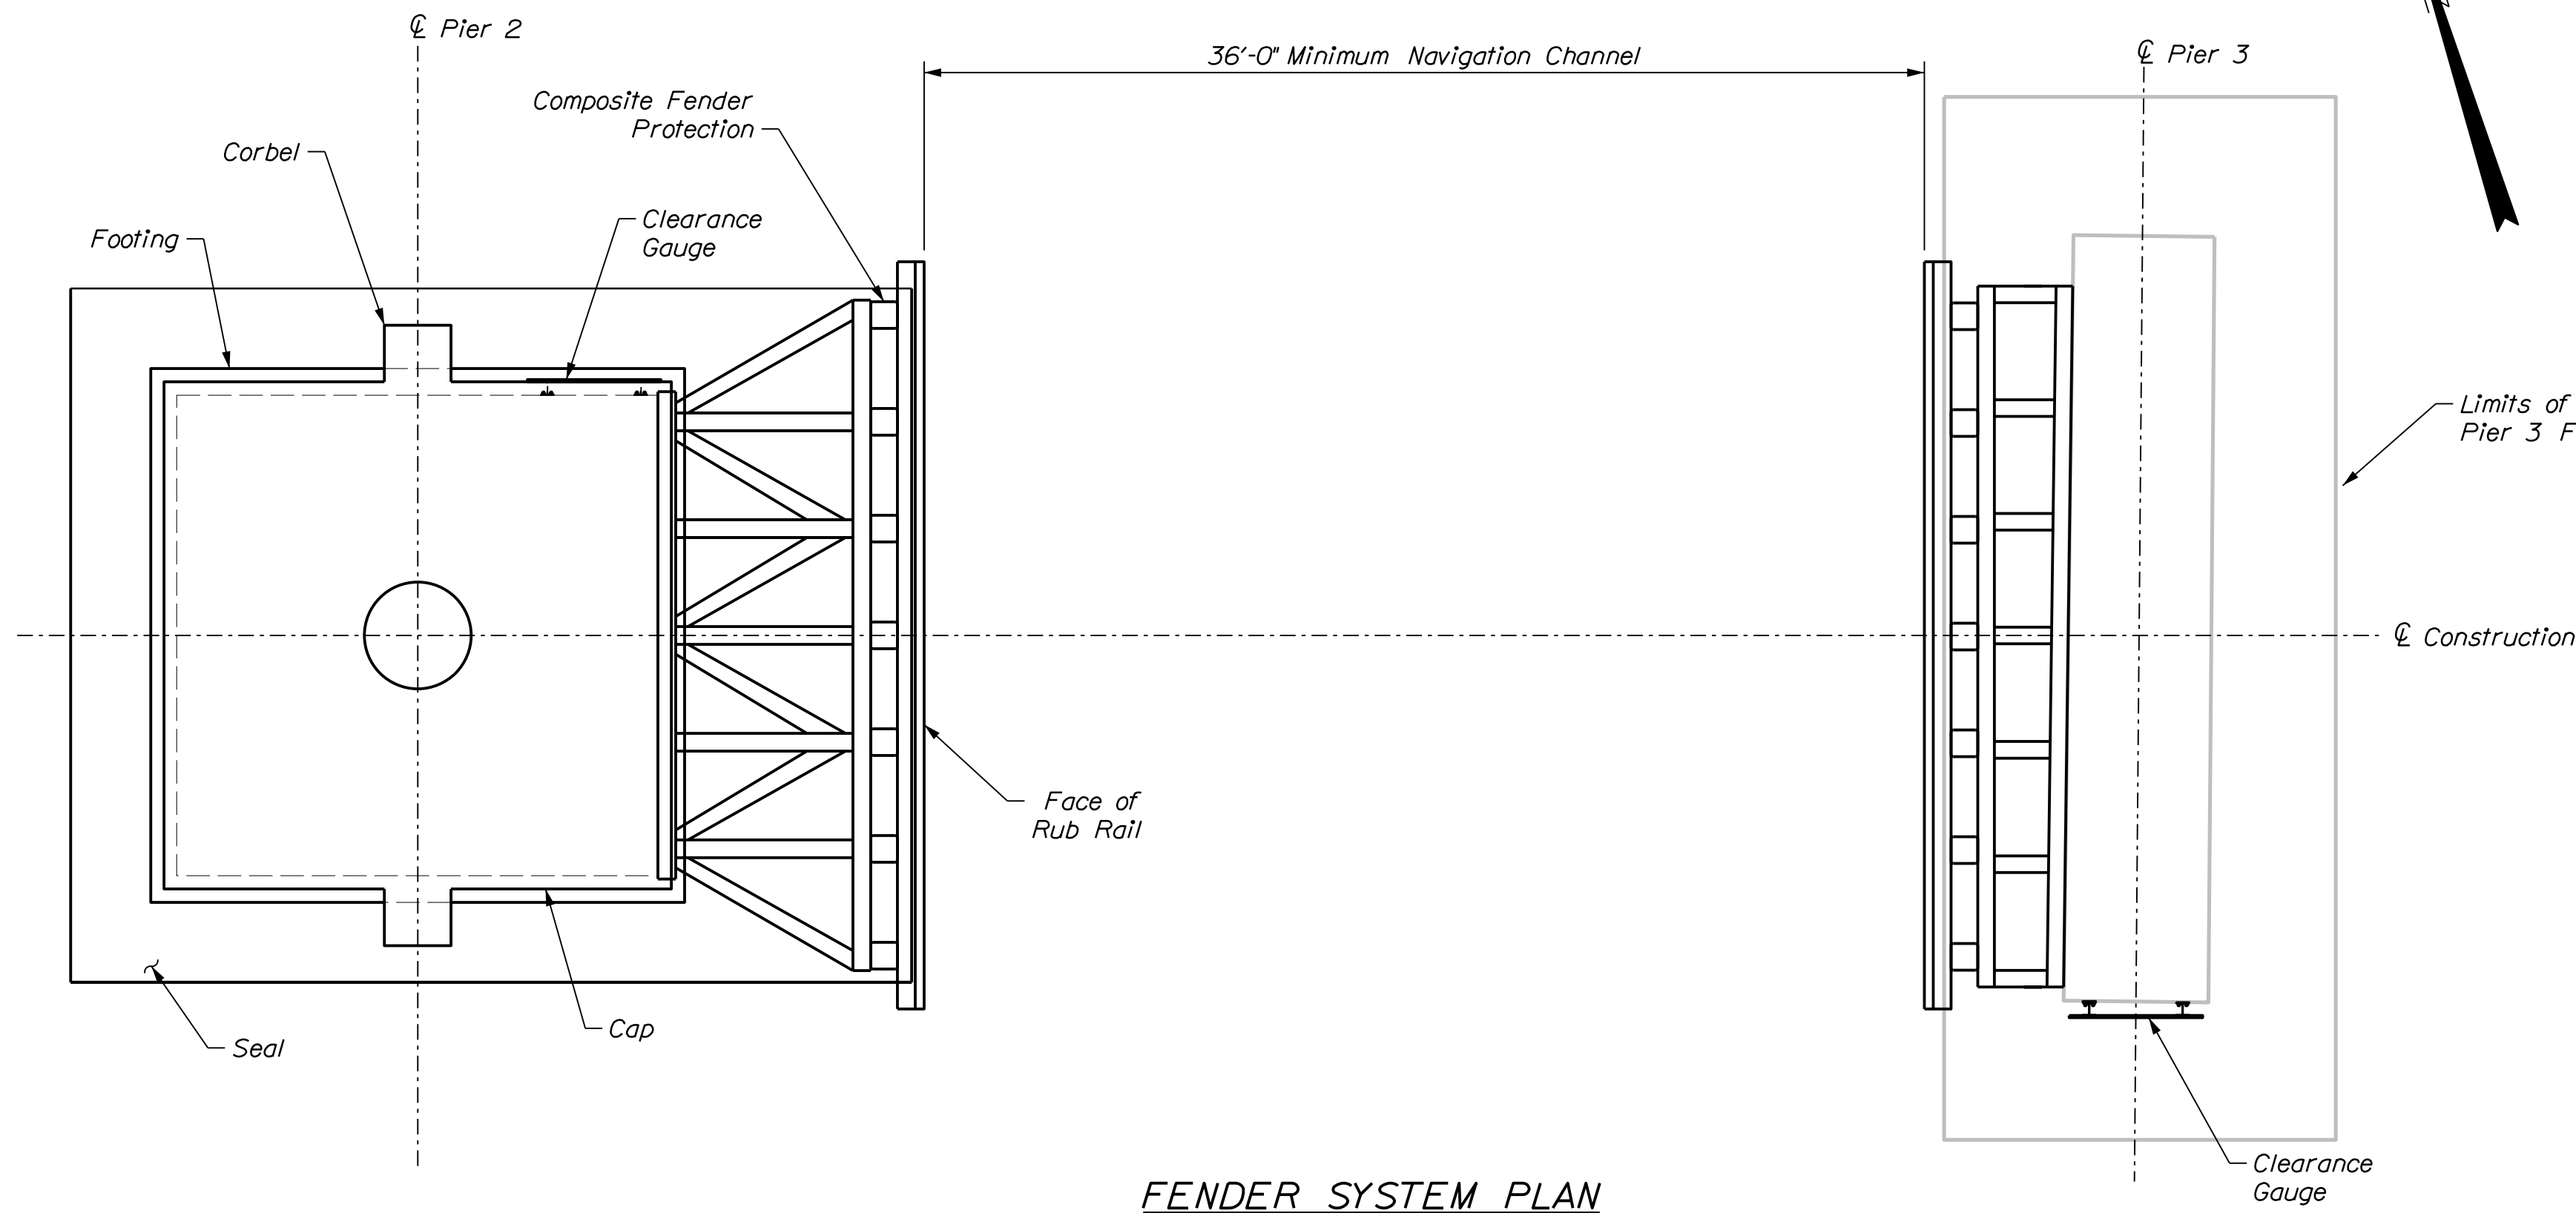 ℄ Pier 2
36'-0" Minimum Navigation Channel
℄ Pier 3
Composite Fender
Protection
Corbel
Clearance
Gauge
Footing
Limits of
Pier 3 F
℄ Construction
Face of
Rub Rail
Cap
Seal
Clearance
Gauge
FENDER SYSTEM PLAN